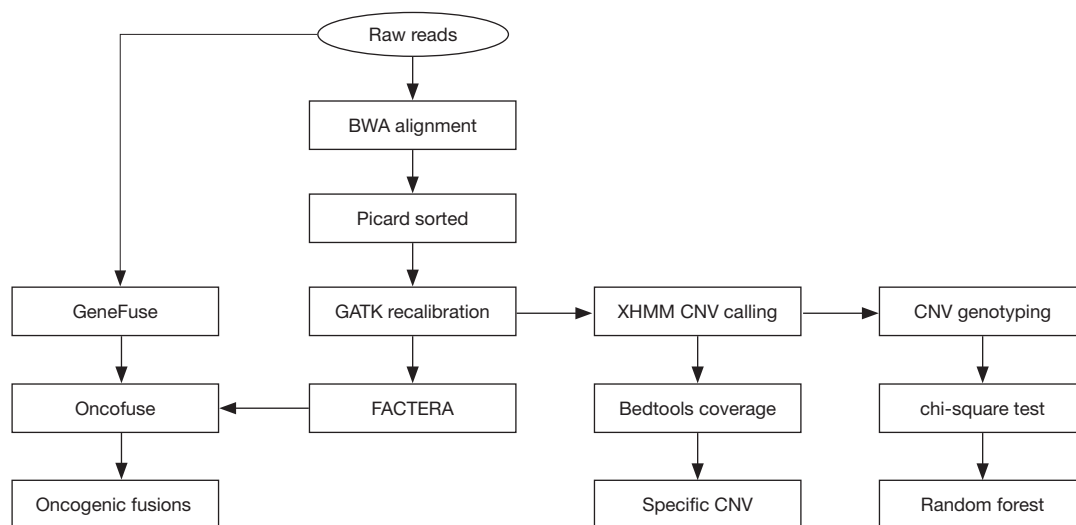 Raw reads
BWA alignment
Picard sorted
GeneFuse
GATK recalibration
XHMM CNV calling
CNV genotyping
Oncofuse
FACTERA
Bedtools coverage
chi-square test
Oncogenic fusions
Specific CNV
Random forest